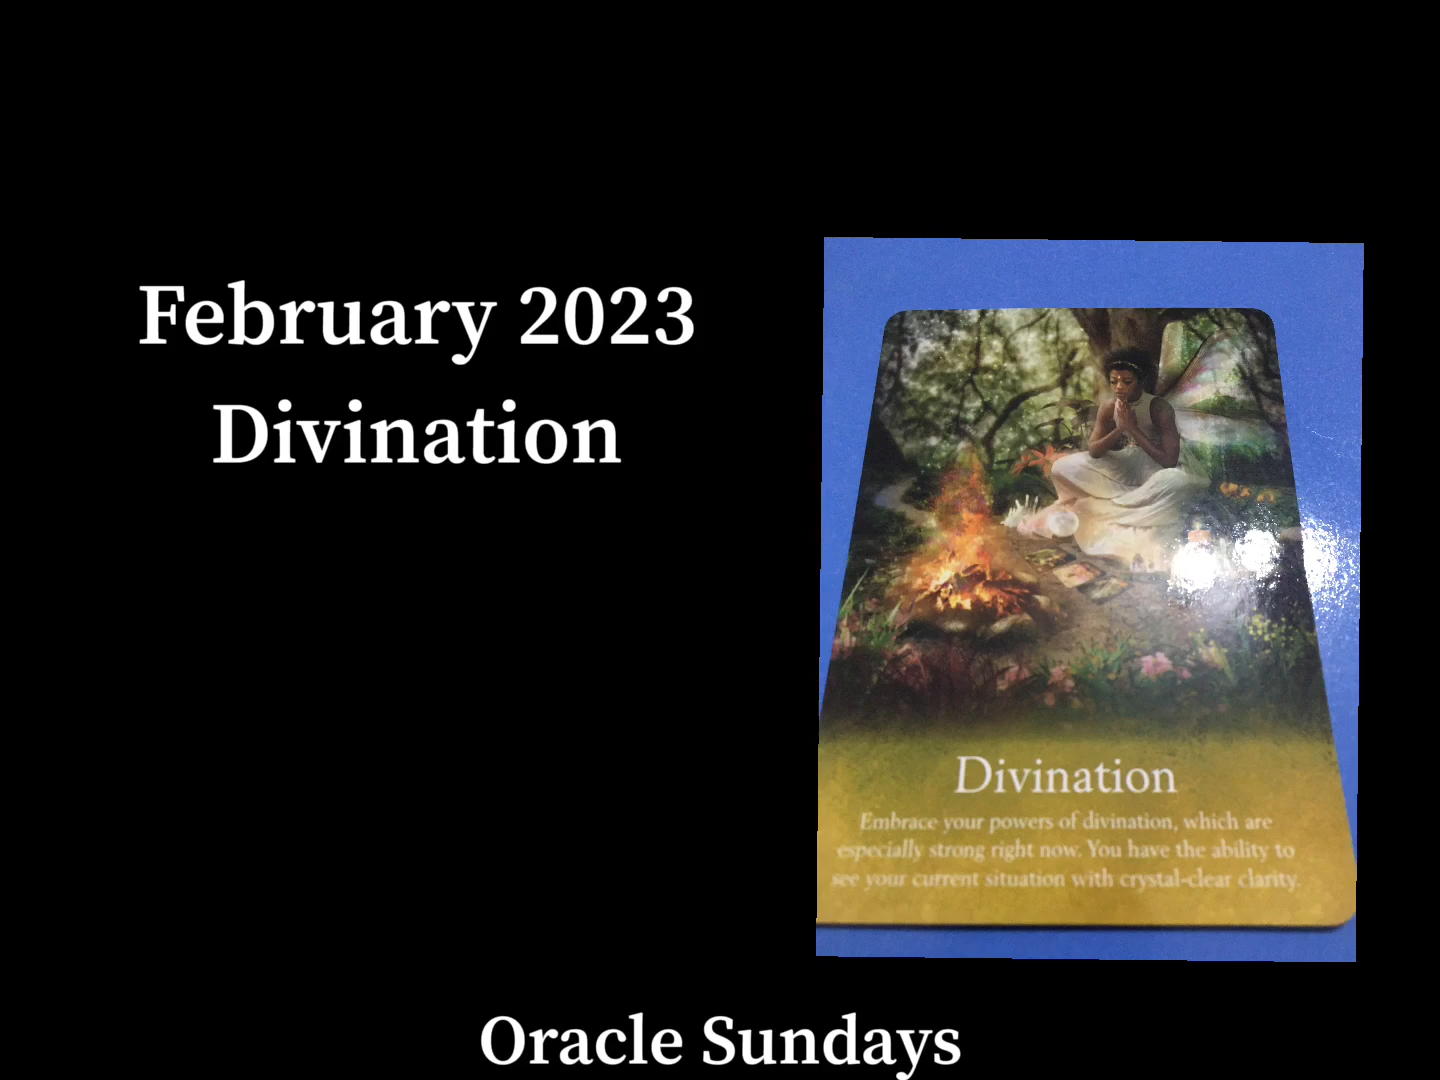 February 2023
Divination
Divination
Embrace your powers of divination, which are
especially strong right now. You have the ability to
see your current situation with crystal-clear clarity.
Oracle Sundays